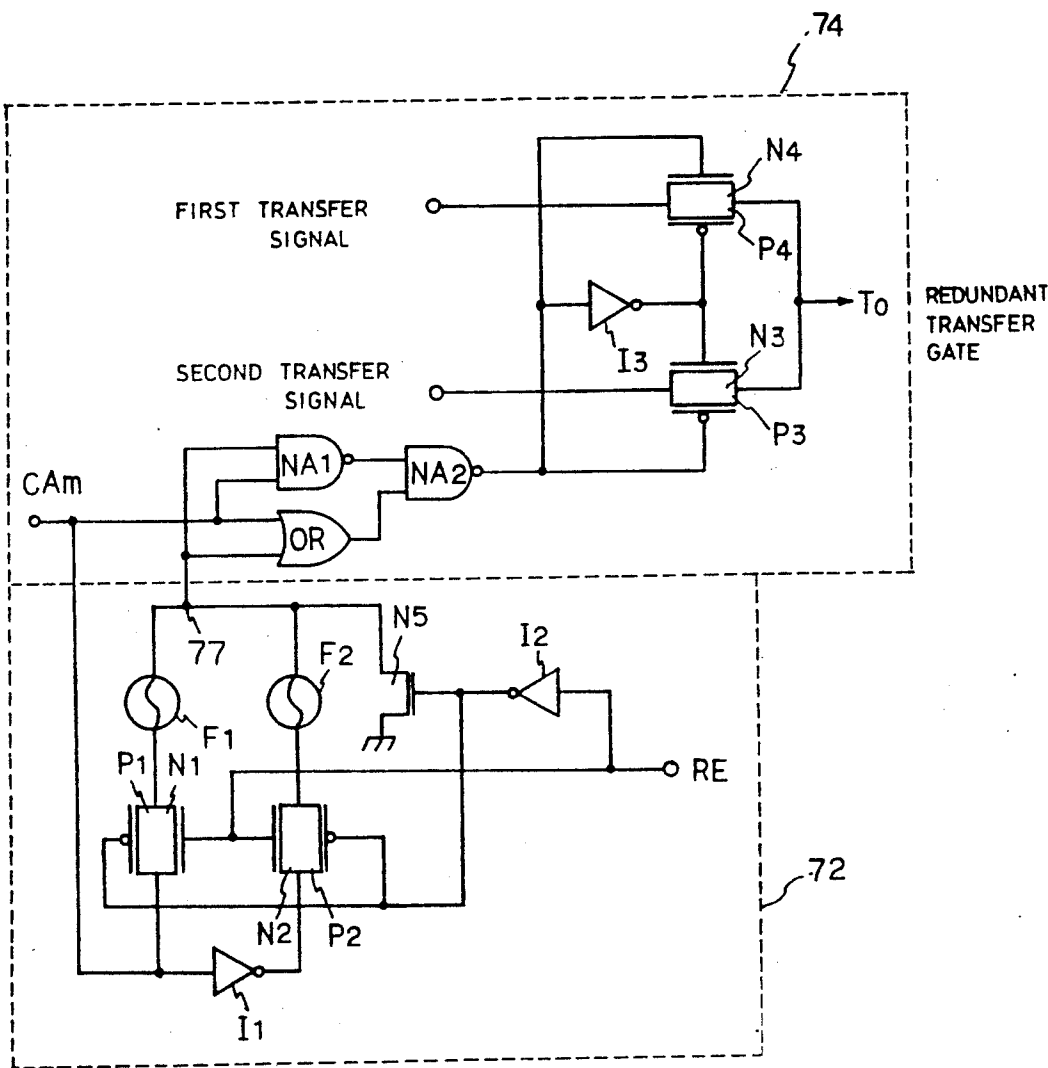 74
N4
FIRST TRANSFER
SIGNAL
P4
To
REDUNDANT
TRANSFER
GATE
I3
N3
SECOND TRANSFER
SIGNAL
P3
NA1
NA2
CAm
OR
77
N5
I2
F2
F1
P1
N1
RE
72
N2
P2
I1